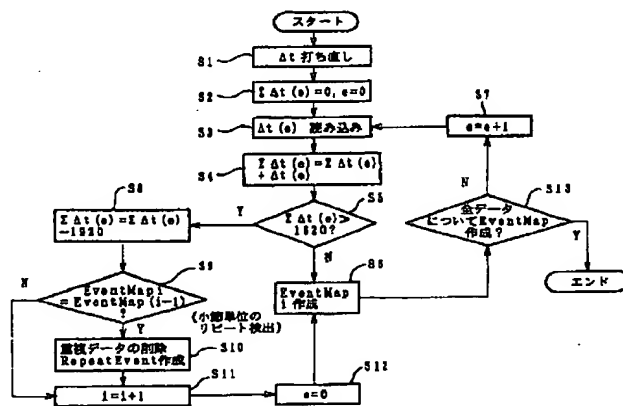 スタート
S1
Δt 打ち直し
S2
ΣΔt(e)=0, e=0
S7
S3
Δt(e) 読み込み
e=e+1
S4
ΣΔt(e)=ΣΔt(e)
+Δt(e)
N
S8
S5
S13
ΣΔt(e)=ΣΔt(e)
-1920
Y
ΣΔt(e)>
1920?
全データ
についてEventMap
作成?
Y
N
S9
S6
エンド
N
EventMap i
=EventMap(i-1)
?
EventMap
i 作成
(小節単位の
リピート検出)
Y
S10
重複データの削除
RepeatEvent作成
S11
S12
i=i+1
e=0